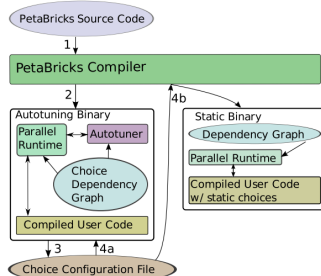 PetaBricks Source Code
1
PetaBricks Compiler
2
4b
Autotuning Binary
Parallel
Runtime
Autotuner
Choice
Dependency
Graph
Compiled User Code
Static Binary
Dependency Graph
Parallel Runtime
Compiled User Code
w/ static choices
3
4a
Choice Configuration File